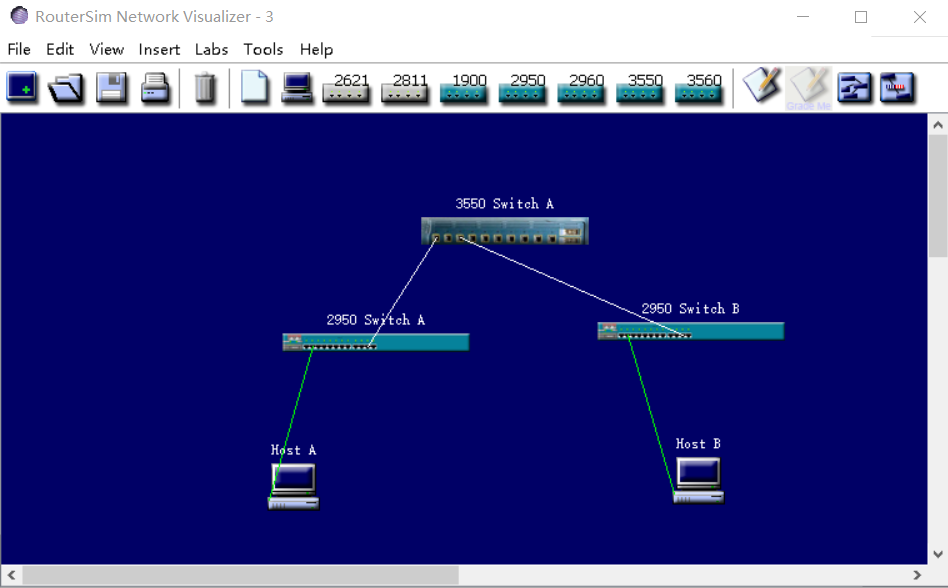 RouterSim Network Visualizer - 3
File Edit View Insert Labs Tools Help
2621 2811 1900 2950 2960 3550 3560
Grade Me
3550 Switch A
2950 Switch B
2950 Switch A
Host B
Host A